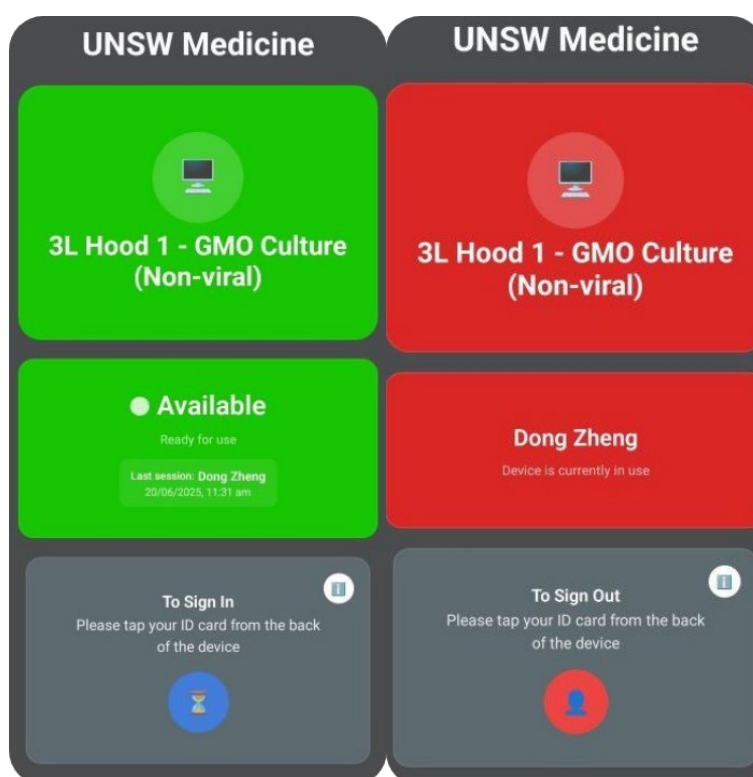 UNSW Medicine
3L Hood 1 - GMO Culture
(Non-viral)
Available
Ready for use
Last session: Dong Zheng
20/06/2025, 11:31 am
To Sign In
Please tap your ID card from the back
of the device
UNSW Medicine
3L Hood 1 - GMO Culture
(Non-viral)
Dong Zheng
Device is currently in use
To Sign Out
Please tap your ID card from the back
of the device